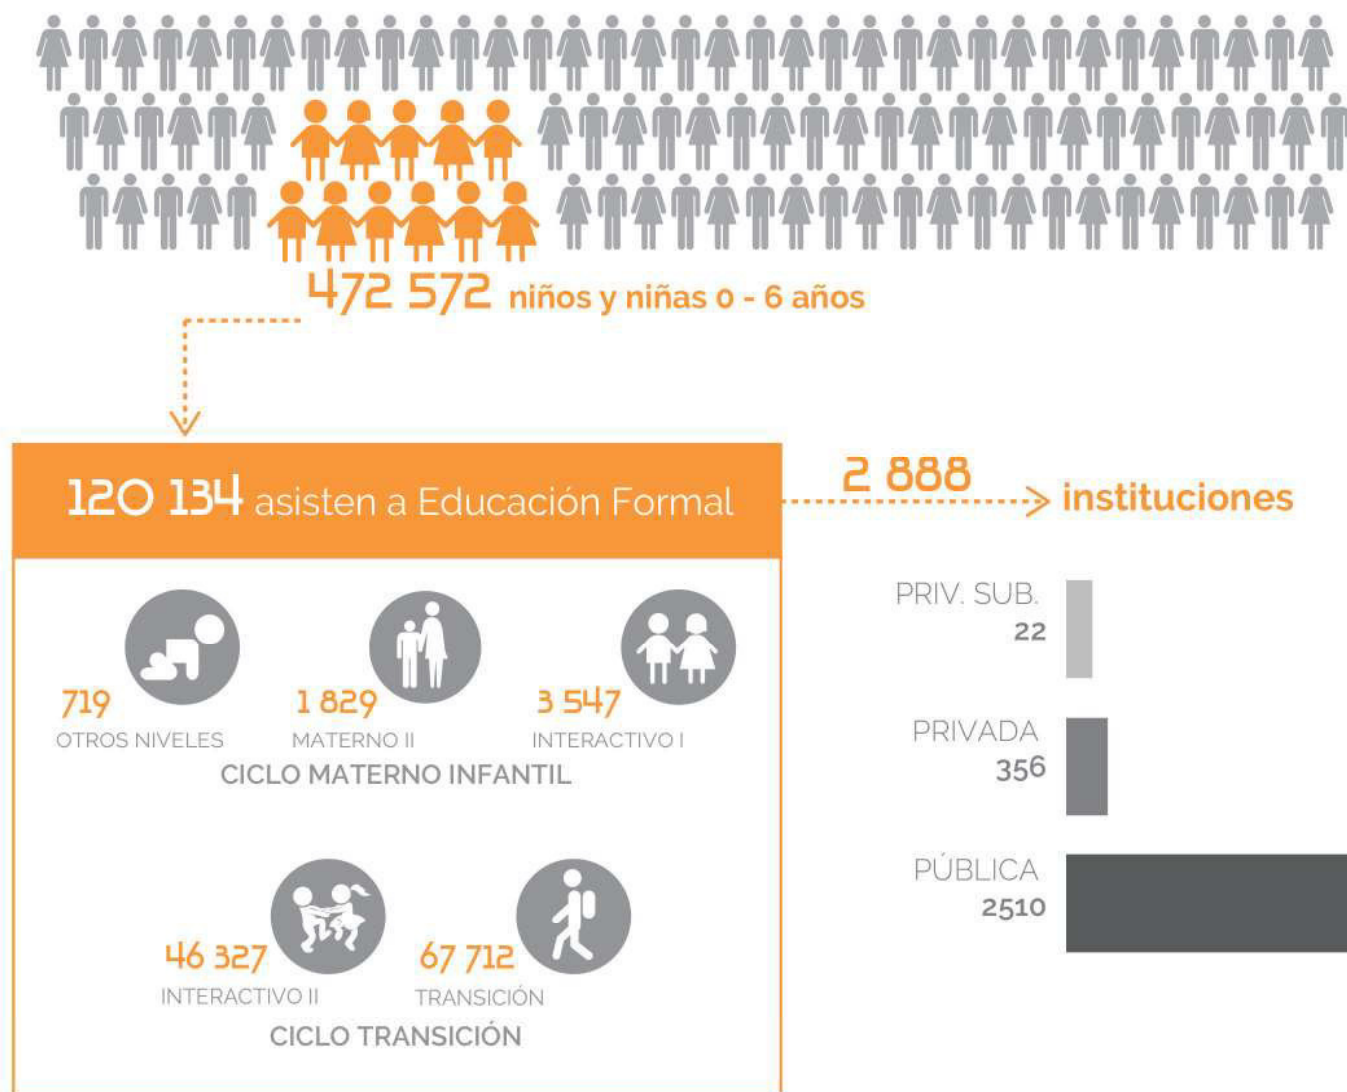 472 572 niños y niñas 0 - 6 años
120 134 asisten a Educación Formal
2 888
instituciones
719
OTROS NIVELES
1 829
MATERNO II
3 547
INTERACTIVO I
CICLO MATERNO INFANTIL
46 327
INTERACTIVO II
67 712
TRANSICIÓN
CICLO TRANSICIÓN
PRIV. SUB.
22
PRIVADA
356
PÚBLICA
2510